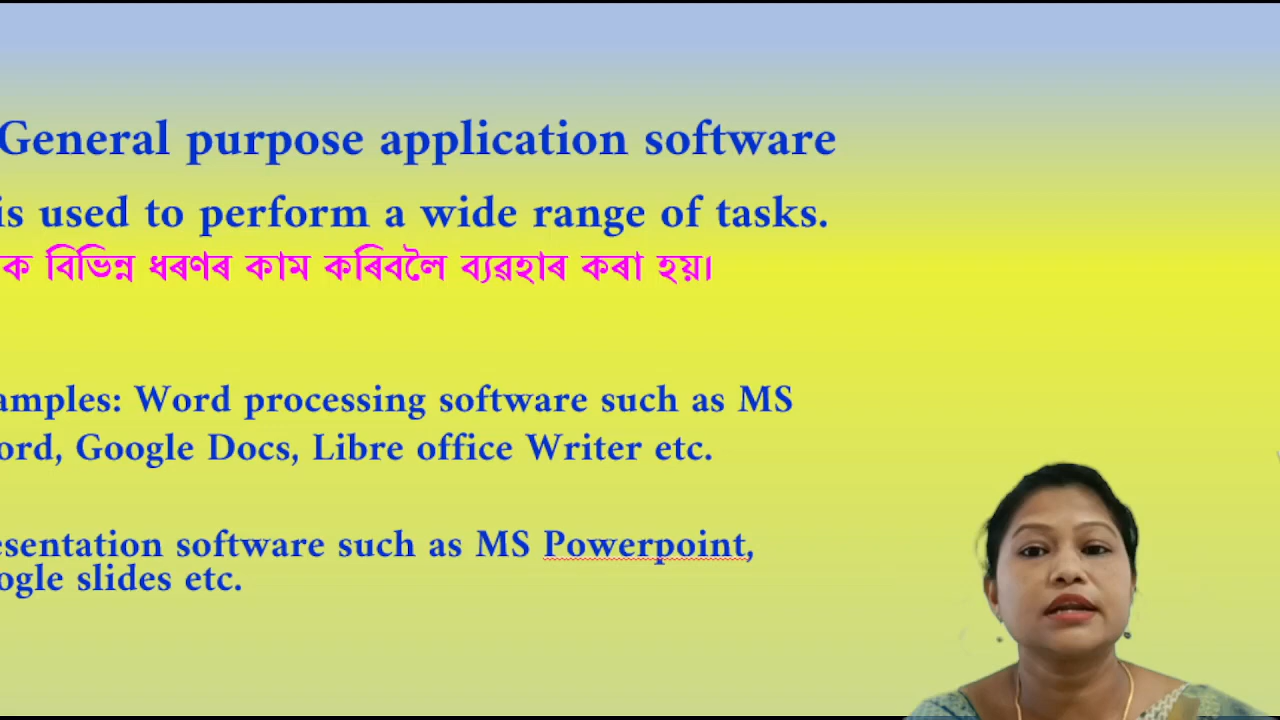 General purpose application software
is used to perform a wide range of tasks.
ক বিভিন্ন ধৰণৰ কাম কৰিবলৈ ব্যৱহাৰ কৰা হয়।
amples: Word processing software such as MS
ord, Google Docs, Libre office Writer etc.
esentation software such as MS Powerpoint,
ogle slides etc.